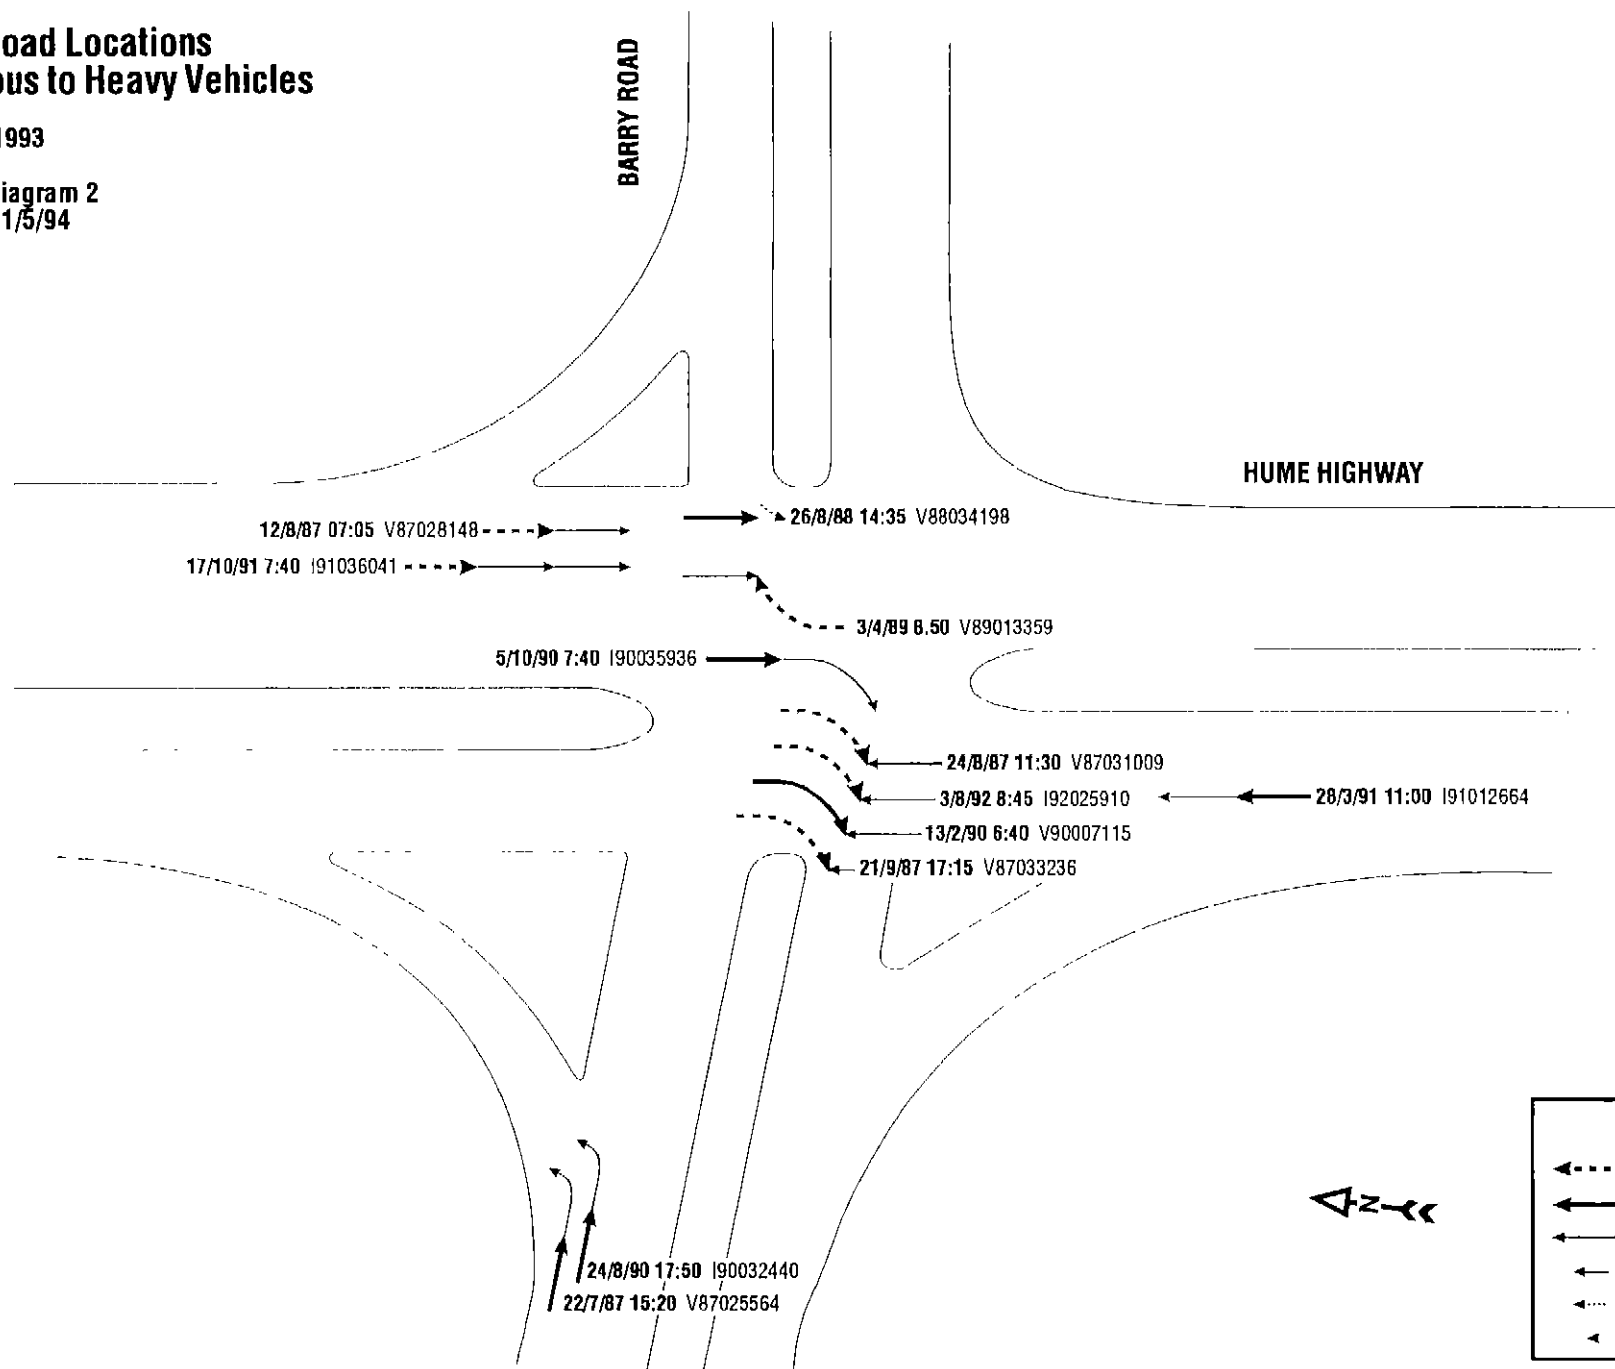 oad Locations
ous to Heavy Vehicles
1993
iagram 2
1/5/94
BARRY ROAD
HUME HIGHWAY
12/8/87 07:05 V87028148
26/8/88 14:35 V88034198
17/10/91 7:40 I91036041
3/4/89 8.50 V89013359
5/10/90 7:40 I90035936
24/8/87 11:30 V87031009
3/8/92 8:45 I92025910
28/3/91 11:00 I91012664
13/2/90 6:40 V90007115
21/9/87 17:15 V87033236
N
24/8/90 17:50 I90032440
22/7/87 15:20 V87025564